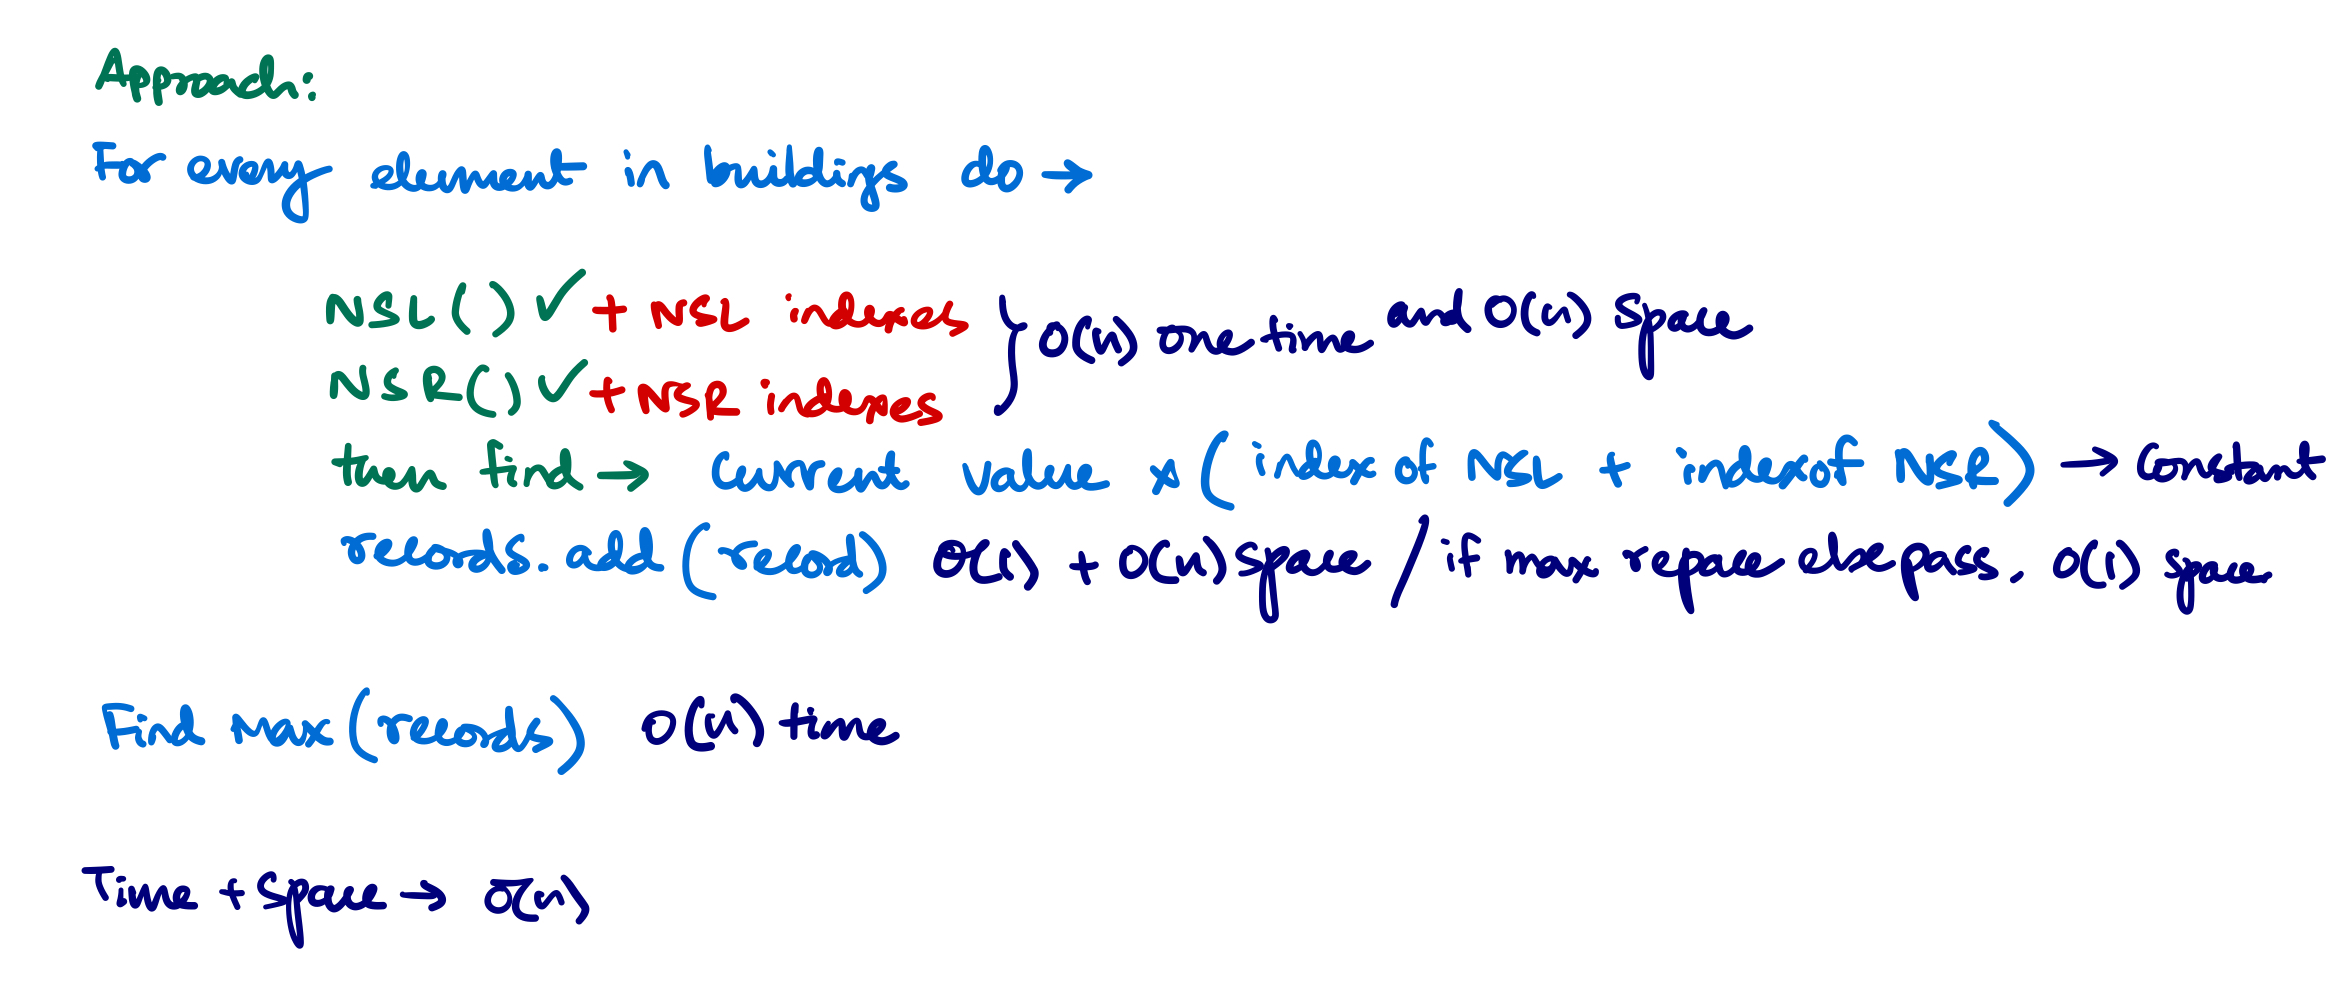 Approach:
For every element in buildings do →
NSL() ✓ + NSL indexes
NSR() ✓ + NSR indexes } O(n) one time and O(n) space
then find → current value × (index of NSL + index of NSR) → constant
records.add(record) O(1) + O(n) space / if max repace else pass. O(1) space
Find max(records) O(n) time
Time + space → O(n)